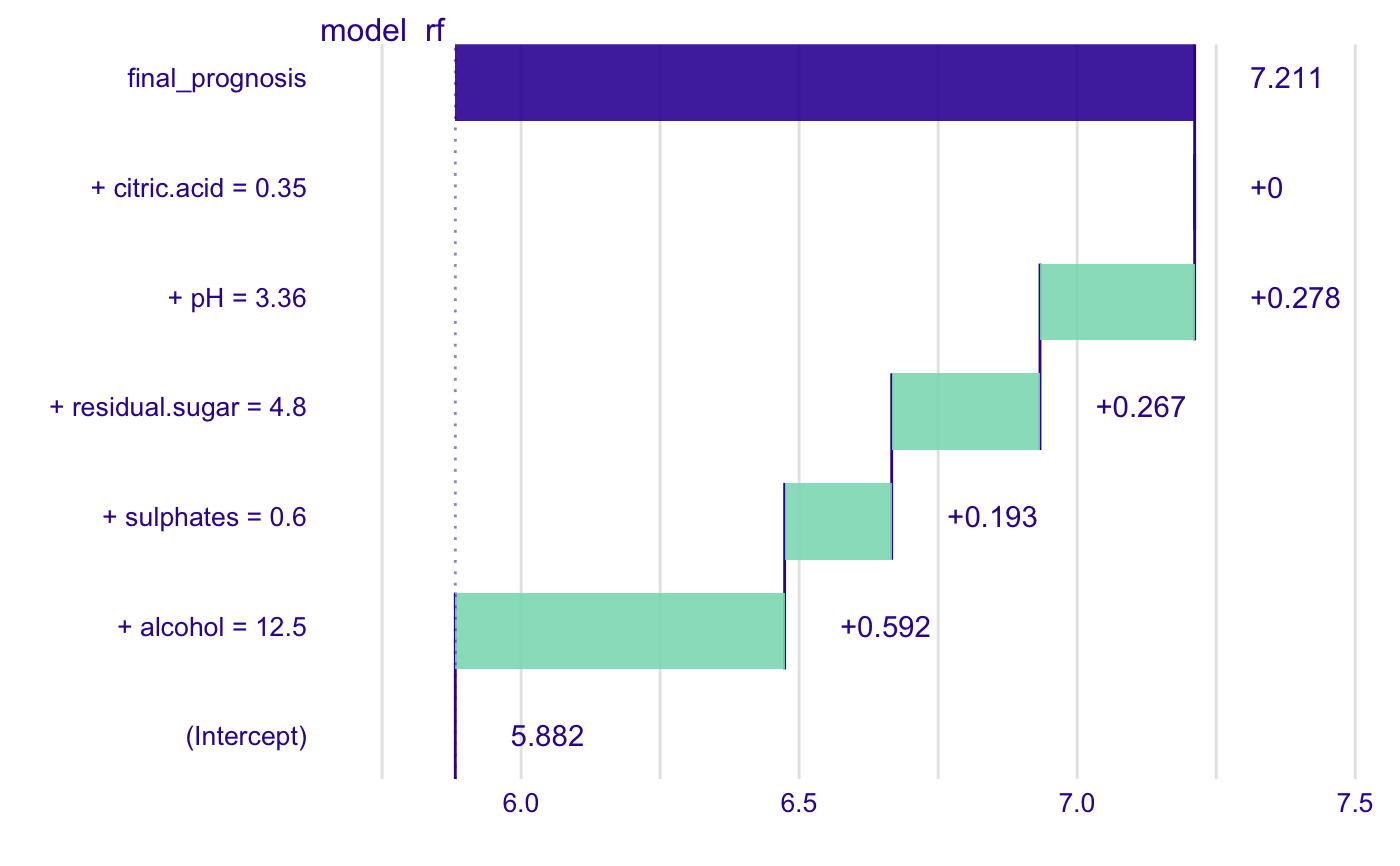 model rf
final_prognosis 7.211
+ citric.acid = 0.35 +0
+ pH = 3.36 +0.278
+ residual.sugar = 4.8 +0.267
+ sulphates = 0.6 +0.193
+ alcohol = 12.5 +0.592
(Intercept) 5.882
6.0 6.5 7.0 7.5